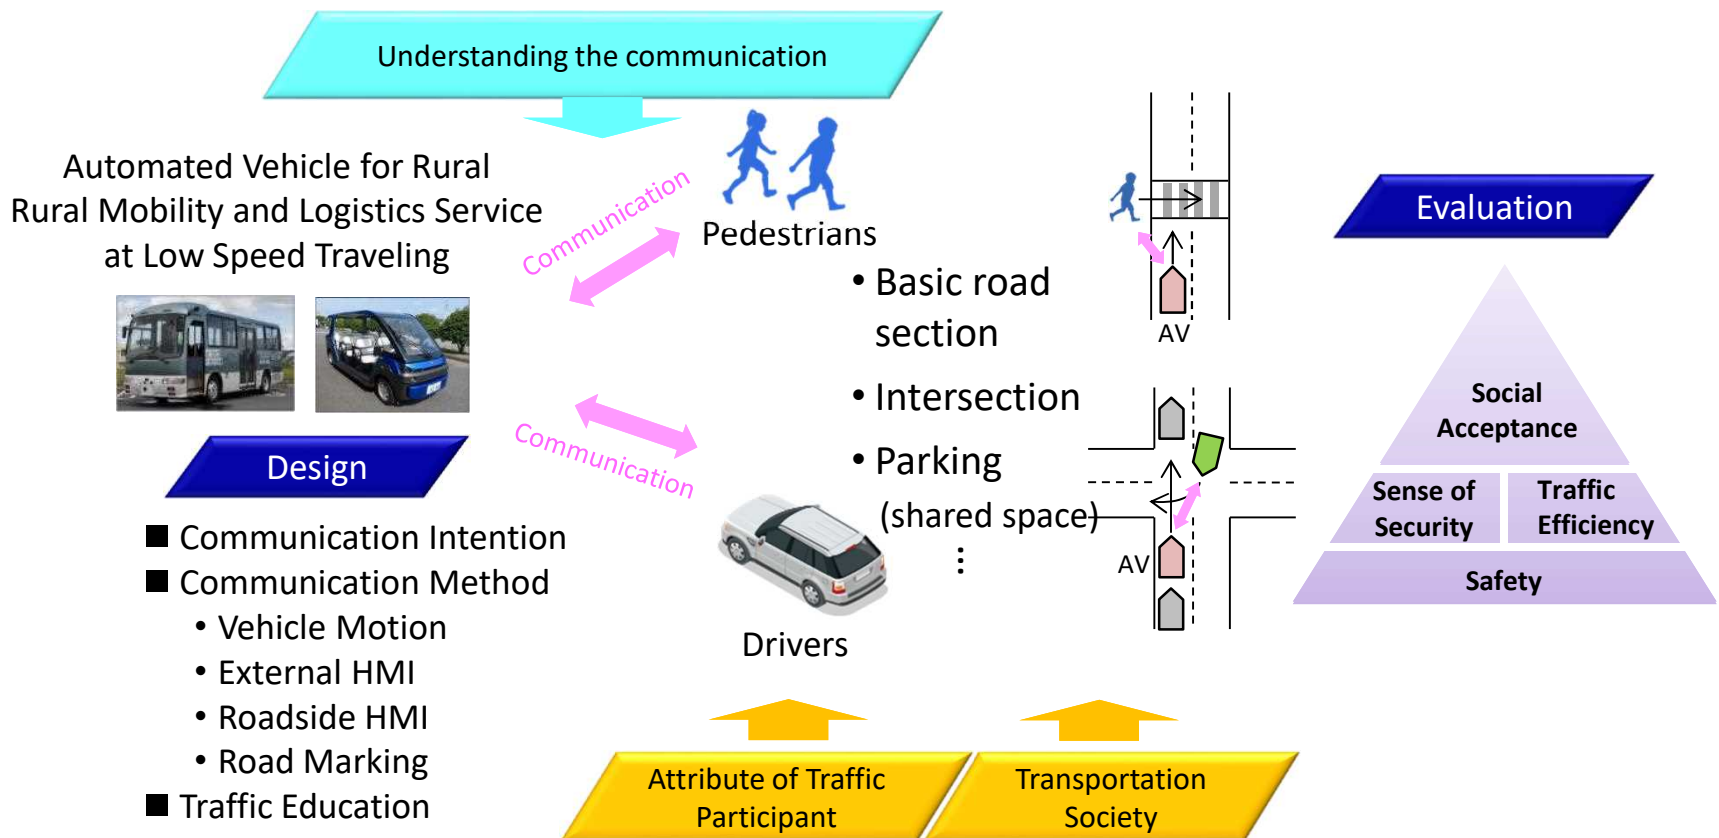 Understanding the communication
Automated Vehicle for Rural
Rural Mobility and Logistics Service
at Low Speed Traveling
Communication
Pedestrians
Communication
Drivers
Design
■ Communication Intention
■ Communication Method
• Vehicle Motion
• External HMI
• Roadside HMI
• Road Marking
■ Traffic Education
• Basic road
section
• Intersection
• Parking
(shared space)
⋮
AV
AV
Evaluation
Social
Acceptance
Sense of
Security
Traffic
Efficiency
Safety
Attribute of Traffic
Participant
Transportation
Society